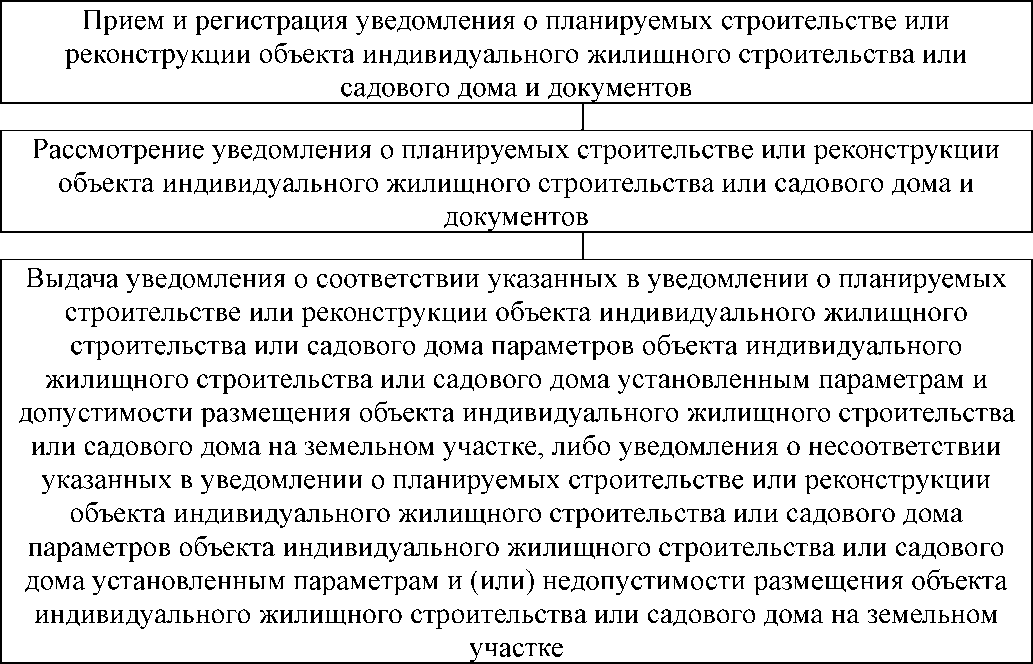 Прием и регистрация уведомления о планируемых строительстве или
реконструкции объекта индивидуального жилищного строительства или
садового дома и документов
Рассмотрение уведомления о планируемых строительстве или реконструкции
объекта индивидуального жилищного строительства или садового дома и
документов
Выдача уведомления о соответствии указанных в уведомлении о планируемых
строительстве или реконструкции объекта индивидуального жилищного
строительства или садового дома параметров объекта индивидуального
жилищного строительства или садового дома установленным параметрам и
допустимости размещения объекта индивидуального жилищного строительства
или садового дома на земельном участке, либо уведомления о несоответствии
указанных в уведомлении о планируемых строительстве или реконструкции
объекта индивидуального жилищного строительства или садового дома
параметров объекта индивидуального жилищного строительства или садового
дома установленным параметрам и (или) недопустимости размещения объекта
индивидуального жилищного строительства или садового дома на земельном
участке